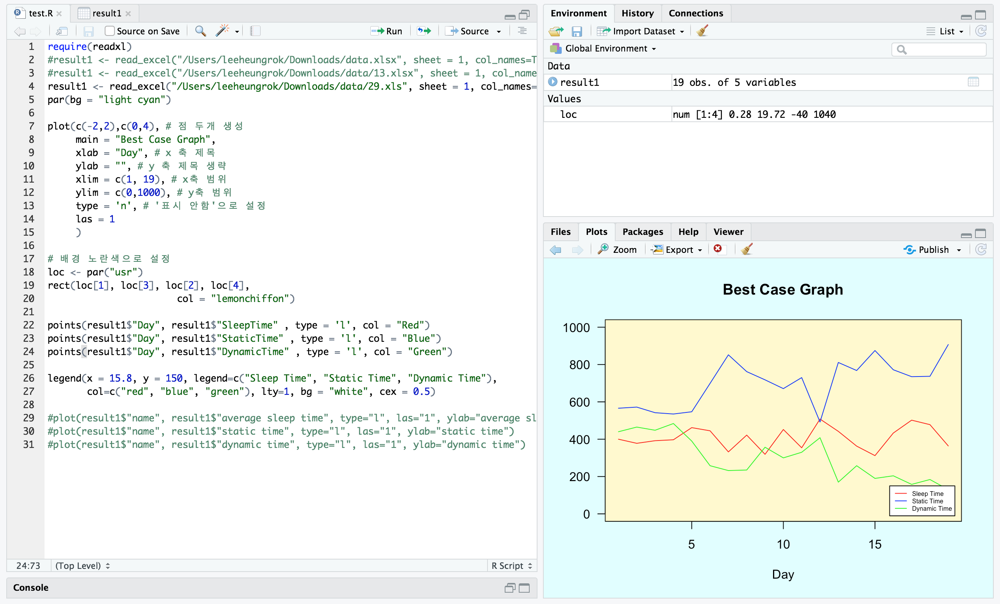 test.R
result1
Source on Save
Run
Source
1 require(readxl)
2 #result1 <- read_excel("/Users/leeheungrok/Downloads/data.xlsx", sheet = 1, col_names=T
3 #result1 <- read_excel("/Users/leeheungrok/Downloads/data/13.xlsx", sheet = 1, col_name
4 result1 <- read_excel("/Users/leeheungrok/Downloads/data/29.xls", sheet = 1, col_names=
5 par(bg = "light cyan")
6
7 plot(c(-2,2),c(0,4), # 점 두개 생성
8 main = "Best Case Graph",
9 xlab = "Day", # x 축 제목
10 ylab = "", # y 축 제목 생략
11 xlim = c(1, 19), # x축 범위
12 ylim = c(0,1000), # y축 범위
13 type = 'n', # '표시 안함'으로 설정
14 las = 1
15 )
16
17 # 배경 노란색으로 설정
18 loc <- par("usr")
19 rect(loc[1], loc[3], loc[2], loc[4],
20 col = "lemonchiffon")
21
22 points(result1$"Day", result1$"SleepTime" , type = 'l', col = "Red")
23 points(result1$"Day", result1$"StaticTime" , type = 'l', col = "Blue")
24 points(result1$"Day", result1$"DynamicTime" , type = 'l', col = "Green")
25
26 legend(x = 15.8, y = 150, legend=c("Sleep Time", "Static Time", "Dynamic Time"),
27 col=c("red", "blue", "green"), lty=1, bg = "white", cex = 0.5)
28
29 #plot(result1$"name", result1$"average sleep time", type="l", las="1", ylab="average sl
30 #plot(result1$"name", result1$"static time", type="l", las="1", ylab="static time")
31 #plot(result1$"name", result1$"dynamic time", type="l", las="1", ylab="dynamic time")
24:73
(Top Level)
R Script
Console
Environment
History
Connections
Import Dataset
List
Global Environment
Data
result1 19 obs. of 5 variables
Values
loc num [1:4] 0.28 19.72 -40 1040
Files
Plots
Packages
Help
Viewer
Zoom
Export
Publish
Best Case Graph
1000
800
600
400
200
0
Sleep Time
Static Time
Dynamic Time
5
10
15
Day